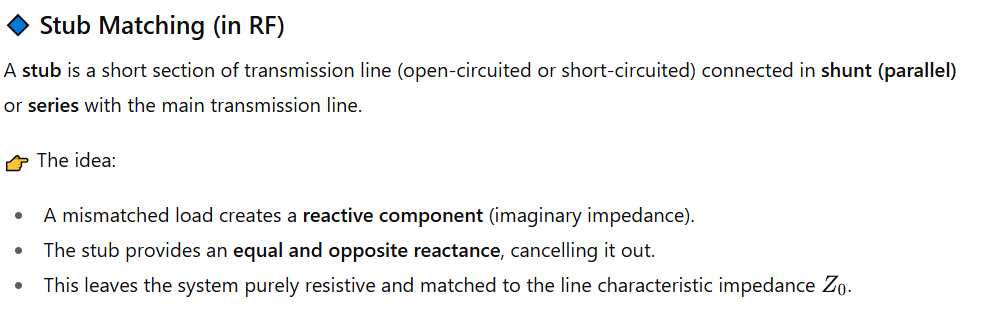 🔷 Stub Matching (in RF)
A stub is a short section of transmission line (open-circuited or short-circuited) connected in shunt (parallel)
or series with the main transmission line.
👉 The idea:
• A mismatched load creates a reactive component (imaginary impedance).
• The stub provides an equal and opposite reactance, cancelling it out.
• This leaves the system purely resistive and matched to the line characteristic impedance Z₀.